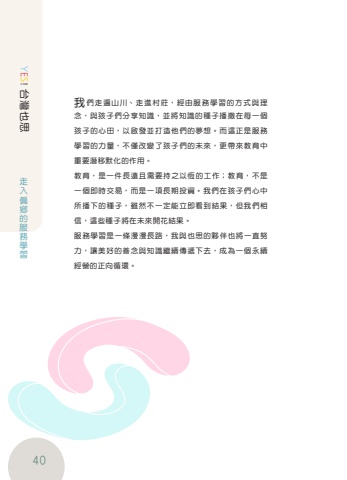 YES! 台灣也思
走入偏鄉的服務學習
我們走遍山川、走進村莊，經由服務學習的方式與理
念，與孩子們分享知識，並將知識的種子播撒在每一個
孩子的心田，以啟發並打造他們的夢想。而這正是服務
學習的力量，不僅改變了孩子們的未來，更帶來教育中
重要潛移默化的作用。
教育，是一件長遠且需要持之以恆的工作；教育，不是
一個即時交易，而是一項長期投資。我們在孩子們心中
所播下的種子，雖然不一定能立即看到結果，但我們相
信，這些種子將在未來開花結果。
服務學習是一條漫漫長路，我與也思的夥伴也將一直努
力，讓美好的善念與知識繼續傳遞下去，成為一個永續
經營的正向循環。
40